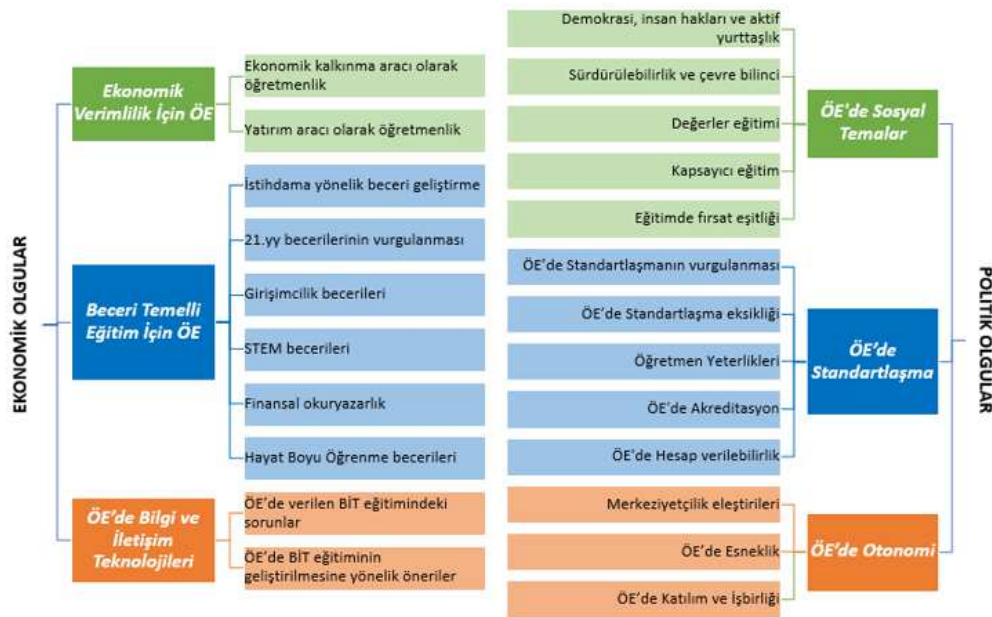 EKONOMİK OLGULAR
Ekonomik
Verimlilik İçin ÖE
Ekonomik kalkınma aracı olarak
öğretmenlik
Yatırım aracı olarak öğretmenlik
Beceri Temelli
Eğitim İçin ÖE
İstihdama yönelik beceri geliştirme
21.yy becerilerinin vurgulanması
Girişimcilik becerileri
STEM becerileri
Finansal okuryazarlık
Hayat Boyu Öğrenme becerileri
ÖE’de Bilgi ve
İletişim
Teknolojileri
ÖE’de verilen BİT eğitimindeki
sorunlar
ÖE’de BİT eğitiminin
geliştirilmesine yönelik öneriler
Demokrasi, insan hakları ve aktif
yurttaşlık
Sürdürülebilirlik ve çevre bilinci
Değerler eğitimi
Kapsayıcı eğitim
Eğitimde fırsat eşitliği
ÖE'de Sosyal
Temalar
ÖE’de Standartlaşmanın vurgulanması
ÖE’de Standartlaşma eksikliği
Öğretmen Yeterlikleri
ÖE’de Akreditasyon
ÖE'de Hesap verilebilirlik
ÖE’de
Standartlaşma
Merkeziyetçilik eleştirileri
ÖE’de Esneklik
ÖE’de Katılım ve İşbirliği
ÖE’de Otonomi
POLITIK OLGULAR